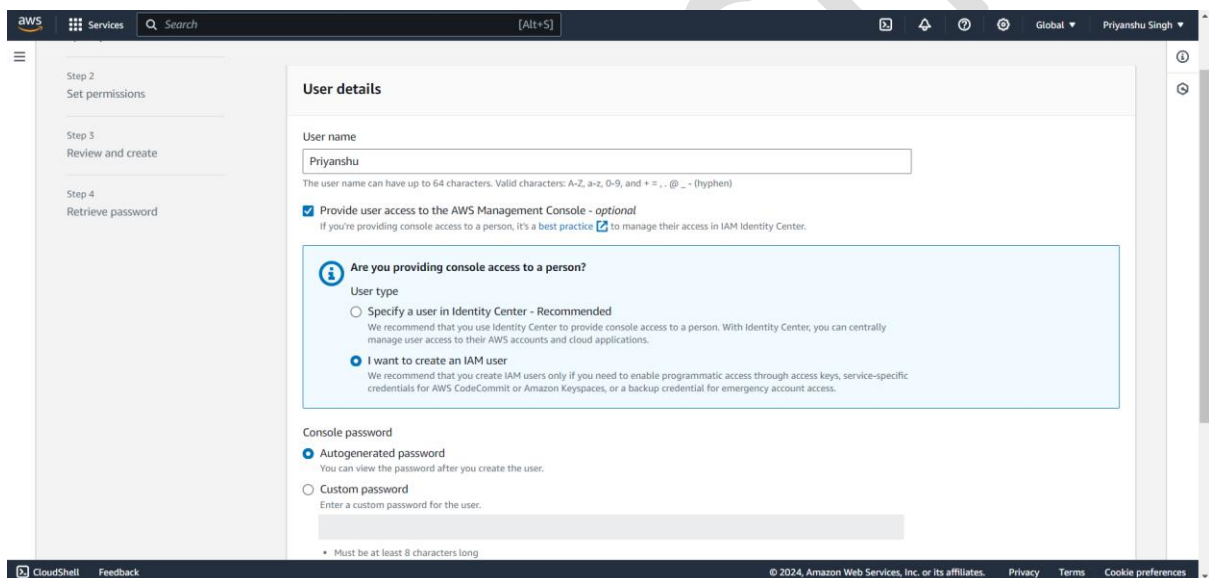 aws Services Search [Alt+S] Global ▼ Priyanshu Singh ▼
Step 2
Set permissions
Step 3
Review and create
Step 4
Retrieve password
User details
User name
Priyanshu
The user name can have up to 64 characters. Valid characters: A-Z, a-z, 0-9, and + = , . @ _ - (hyphen)
Provide user access to the AWS Management Console - optional
If you're providing console access to a person, it's a best practice to manage their access in IAM Identity Center.
Are you providing console access to a person?
User type
Specify a user in Identity Center - Recommended
We recommend that you use Identity Center to provide console access to a person. With Identity Center, you can centrally
manage user access to their AWS accounts and cloud applications.
I want to create an IAM user
We recommend that you create IAM users only if you need to enable programmatic access through access keys, service-specific
credentials for AWS CodeCommit or Amazon Keyspaces, or a backup credential for emergency account access.
Console password
Autogenerated password
You can view the password after you create the user.
Custom password
Enter a custom password for the user.
• Must be at least 8 characters long
CloudShell Feedback © 2024, Amazon Web Services, Inc. or its affiliates. Privacy Terms Cookie preferences